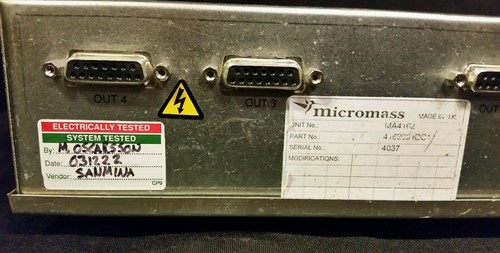 OUT 4
OUT 3
OUT
ELECTRICALLY TESTED
SYSTEM TESTED
By: M. OSKARSSON
Date: 031222
Vendor: SANMINA
CP9
micromass
MADE IN UK
UNIT No.: MA4162
PART No.:
SERIAL No.: 4037
MODIFICATIONS: